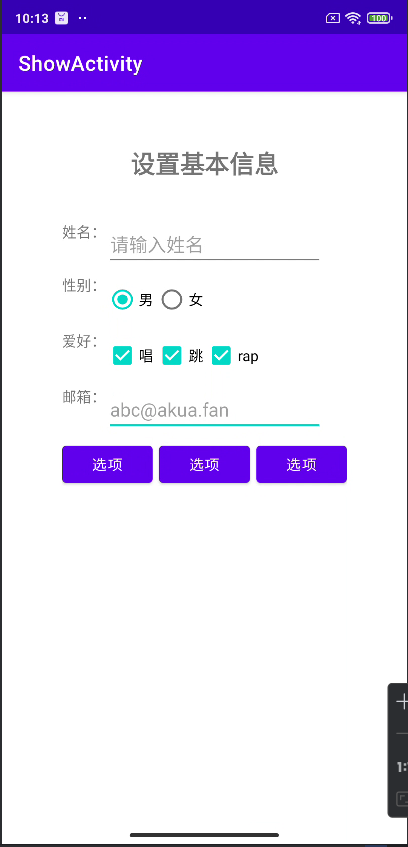 10:13
100
ShowActivity
设置基本信息
姓名：
请输入姓名
性别：
男 女
爱好：
唱 跳 rap
邮箱：
abc@akua.fan
选项 选项 选项